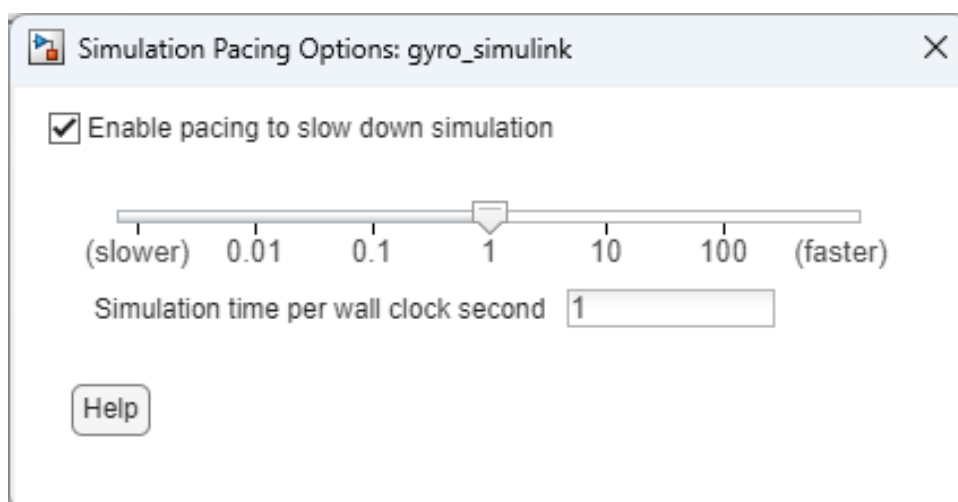 Simulation Pacing Options: gyro_simulink
Enable pacing to slow down simulation
(slower) 0.01 0.1 1 10 100 (faster)
Simulation time per wall clock second 1
Help